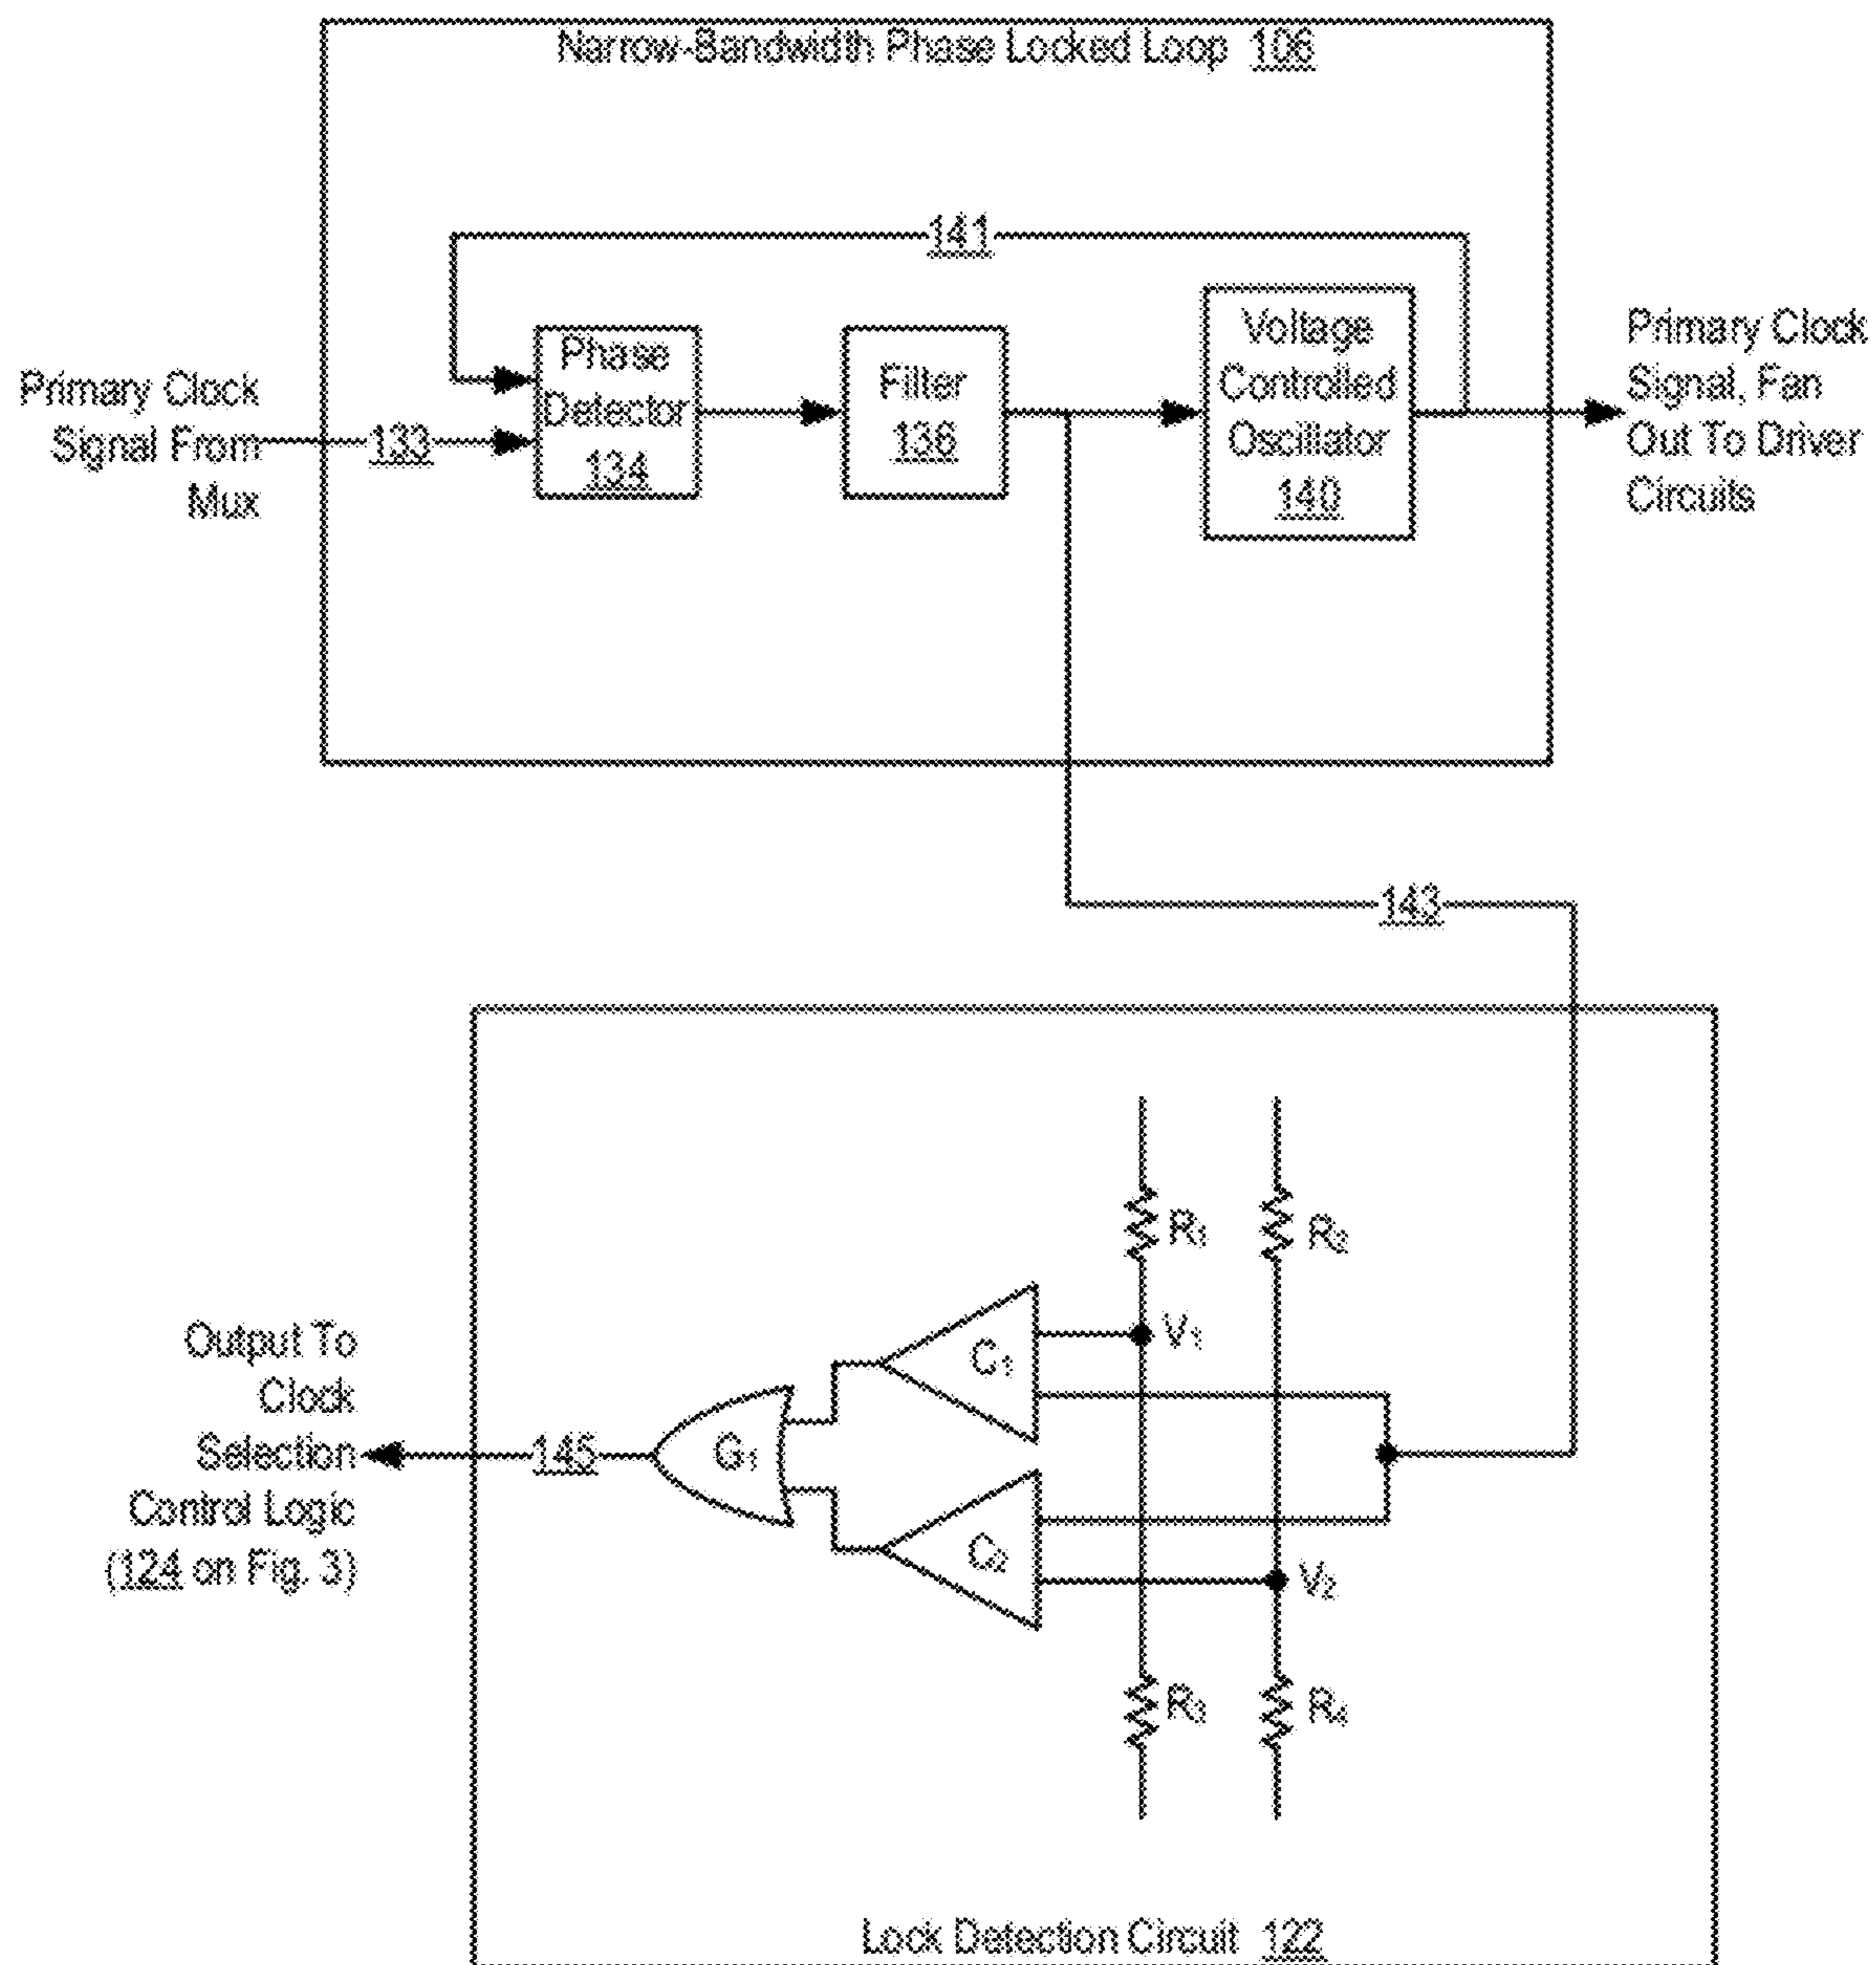 Narrow-Bandwidth Phase Locked Loop 106
141
Primary Clock
Signal From
Mux
133
Phase
Detector
134
Filter
136
Voltage
Controlled
Oscillator
140
Primary Clock
Signal, Fan
Out To Driver
Circuits
143
R1
R2
V1
C1
Output To
Clock
Selection
Control Logic
(124 on Fig. 3)
145
G1
C2
V2
R3
R4
Lock Detection Circuit 122